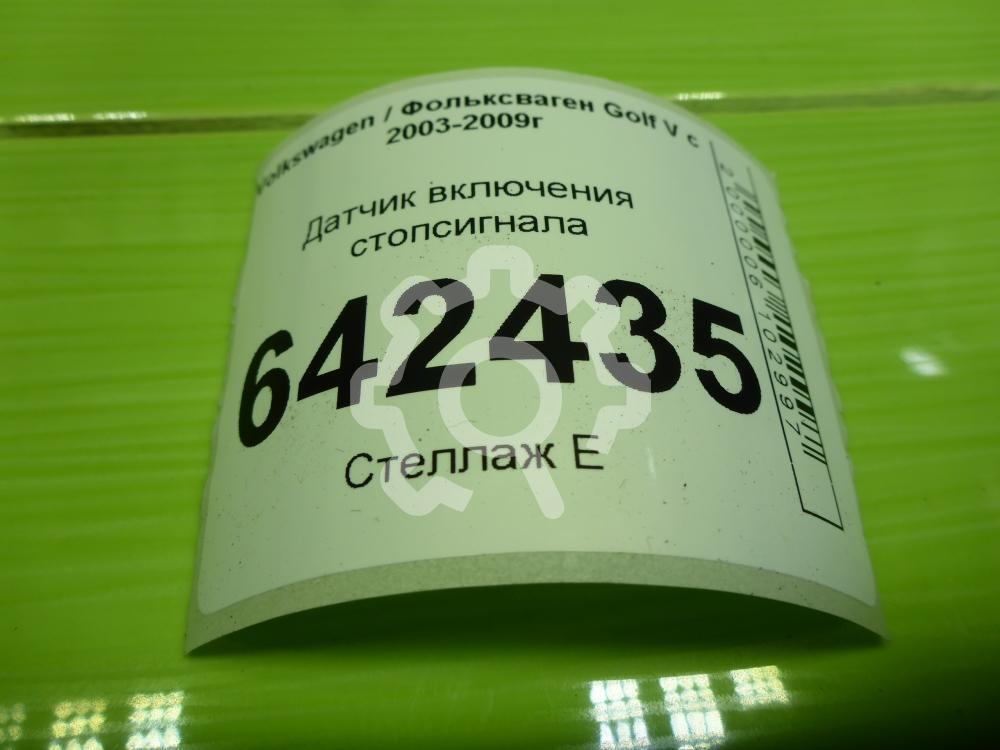 Volkswagen / Фольксваген Golf V с
2003-2009г
Датчик включения
стопсигнала
642435
Стеллаж Е
2000006102997